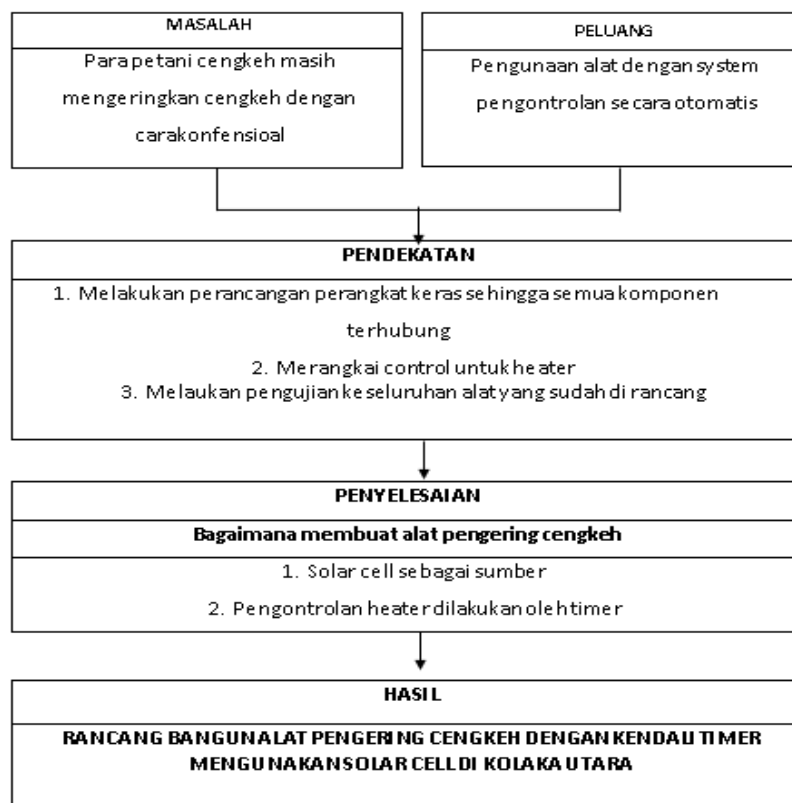 MASALAH
Para petani cengkeh masih
mengeringkan cengkeh dengan
carakonfensioal
PELUANG
Pengunaan alat dengan system
pengontrolan secara otomatis
PENDEKATAN
1. Melakukan perancangan perangkat keras sehingga semua komponen
terhubung
2. Merangkai control untuk heater
3. Melaukan pengujian keseluruhan alat yang sudah di rancang
PENYELESAIAN
Bagaimana membuat alat pengering cengkeh
1. Solar cell sebagai sumber
2. Pengontrolan heater dilakukan oleh timer
HASIL
RANCANG BANGUN ALAT PENGERING CENGKEH DENGAN KENDALI TIMER
MENGUNAKAN SOLAR CELL DI KOLAKA UTARA